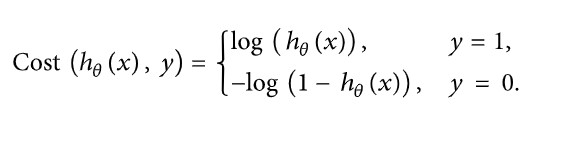 Cost (h_θ(x), y) = { log (h_θ(x)), y = 1,
−log (1 − h_θ(x)), y = 0.